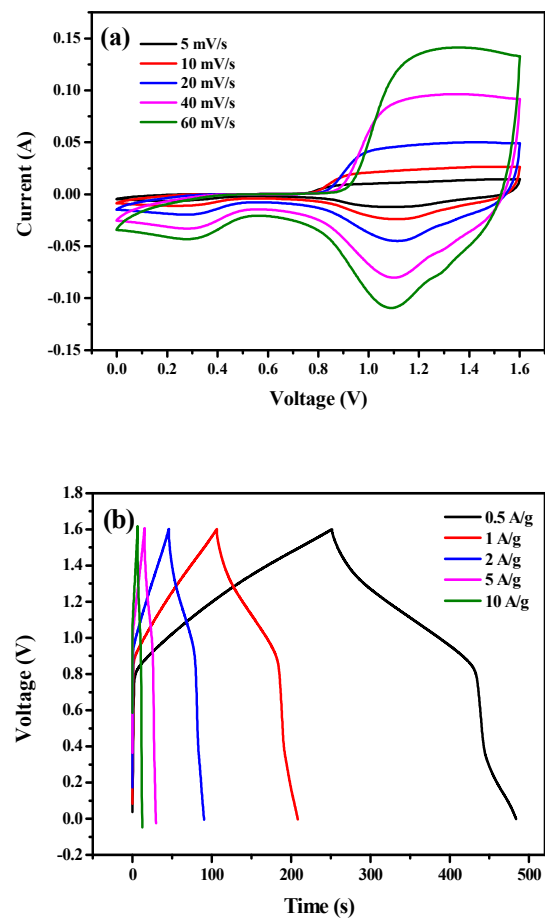 (a)
5 mV/s
10 mV/s
20 mV/s
40 mV/s
60 mV/s
0.15
0.10
0.05
0.00
-0.05
-0.10
-0.15
Current (A)
0.0 0.2 0.4 0.6 0.8 1.0 1.2 1.4 1.6
Voltage (V)
(b)
0.5 A/g
1 A/g
2 A/g
5 A/g
10 A/g
1.8
1.6
1.4
1.2
1.0
0.8
0.6
0.4
0.2
0.0
-0.2
Voltage (V)
0 100 200 300 400 500
Time (s)